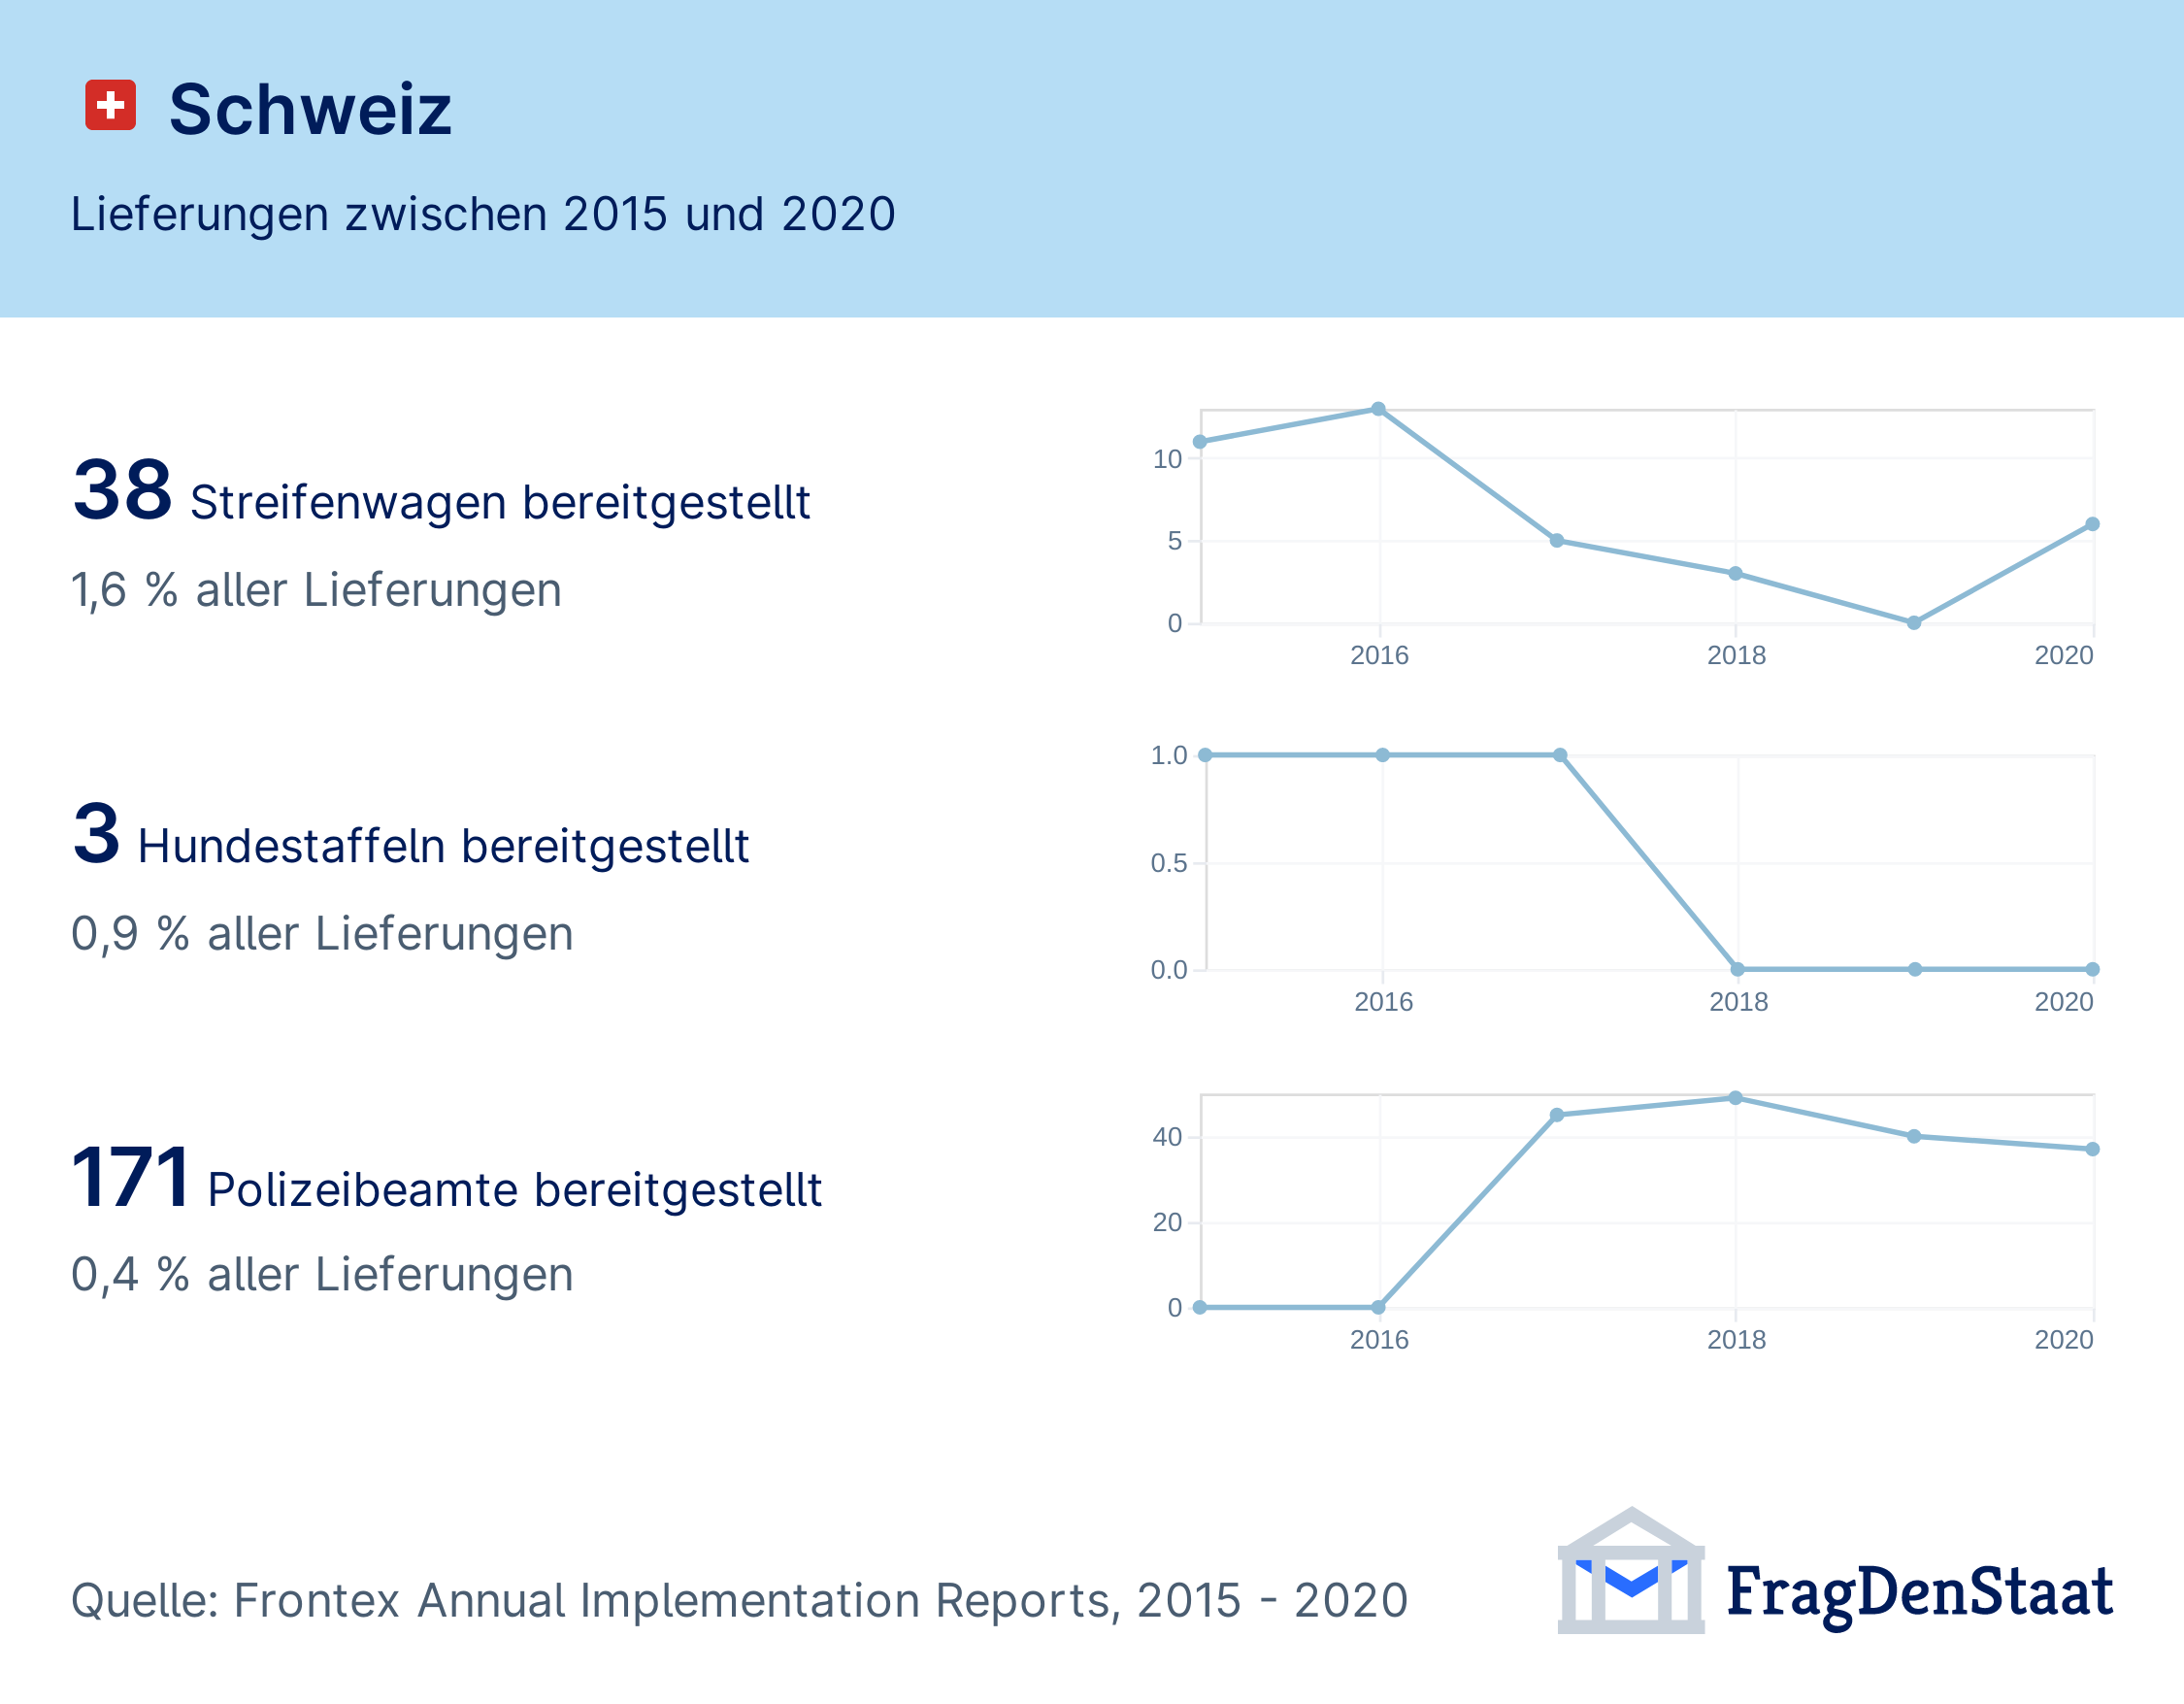 Schweiz
Lieferungen zwischen 2015 und 2020
38 Streifenwagen bereitgestellt
1,6 % aller Lieferungen
10
5
0
2016 2018 2020
3 Hundestaffeln bereitgestellt
0,9 % aller Lieferungen
1.0
0.5
0.0
2016 2018 2020
171 Polizeibeamte bereitgestellt
0,4 % aller Lieferungen
40
20
0
2016 2018 2020
Quelle: Frontex Annual Implementation Reports, 2015 - 2020
FragDenStaat